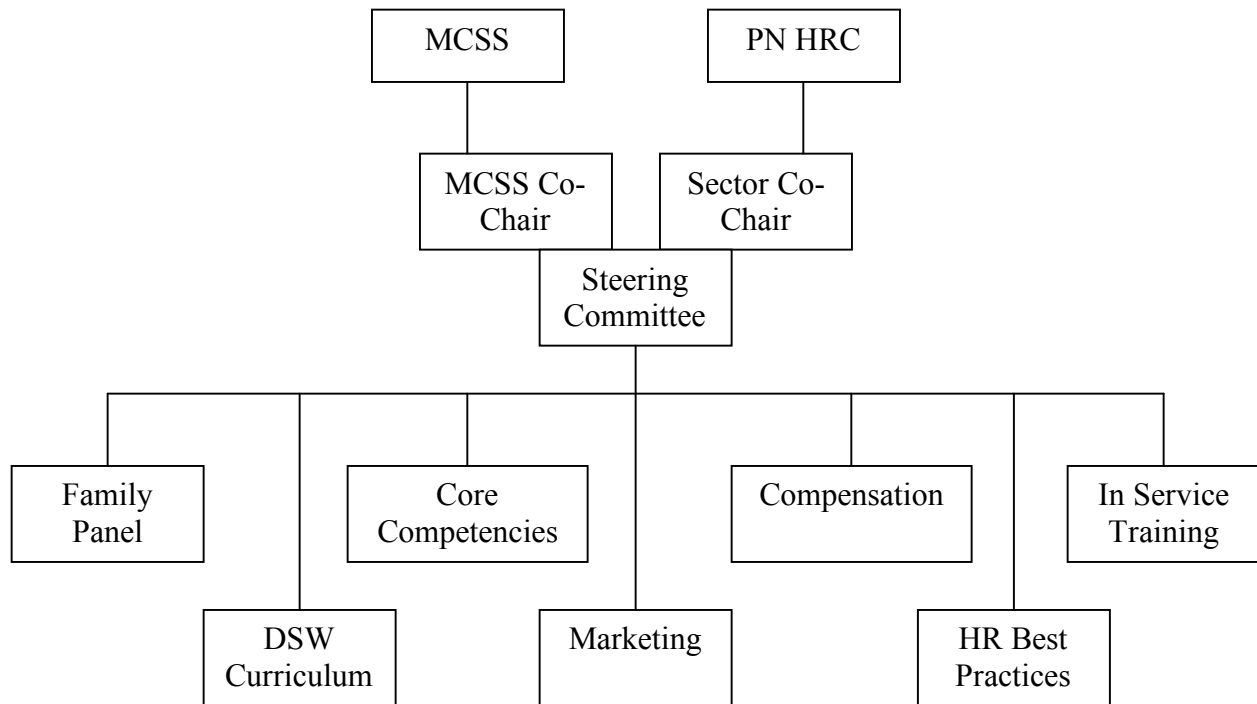 MCSS
PN HRC
MCSS Co-
Chair
Sector Co-
Chair
Steering
Committee
Family
Panel
Core
Competencies
Compensation
In Service
Training
DSW
Curriculum
Marketing
HR Best
Practices